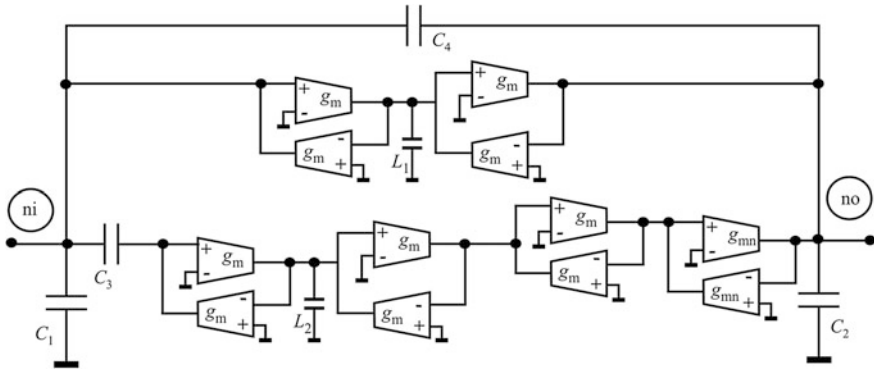 C4
+
-
gm
+
-
gm
-
+
gm
L1
-
+
gm
ni
no
+
-
gm
+
-
gmn
+
-
gm
+
-
gm
C3
-
+
gm
-
+
gmn
-
+
gm
L2
-
+
gm
C1
C2